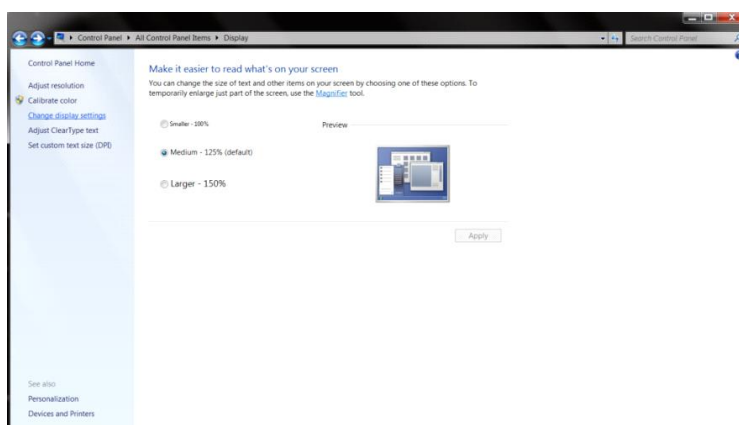 Control Panel ▸ All Control Panel Items ▸ Display
Search Control Panel
Control Panel Home
Adjust resolution
Calibrate color
Change display settings
Adjust ClearType text
Set custom text size (DPI)
Make it easier to read what's on your screen
You can change the size of text and other items on your screen by choosing one of these options. To
temporarily enlarge just part of the screen, use the Magnifier tool.
Smaller - 100%
Preview
Medium - 125% (default)
Larger - 150%
Apply
See also
Personalization
Devices and Printers